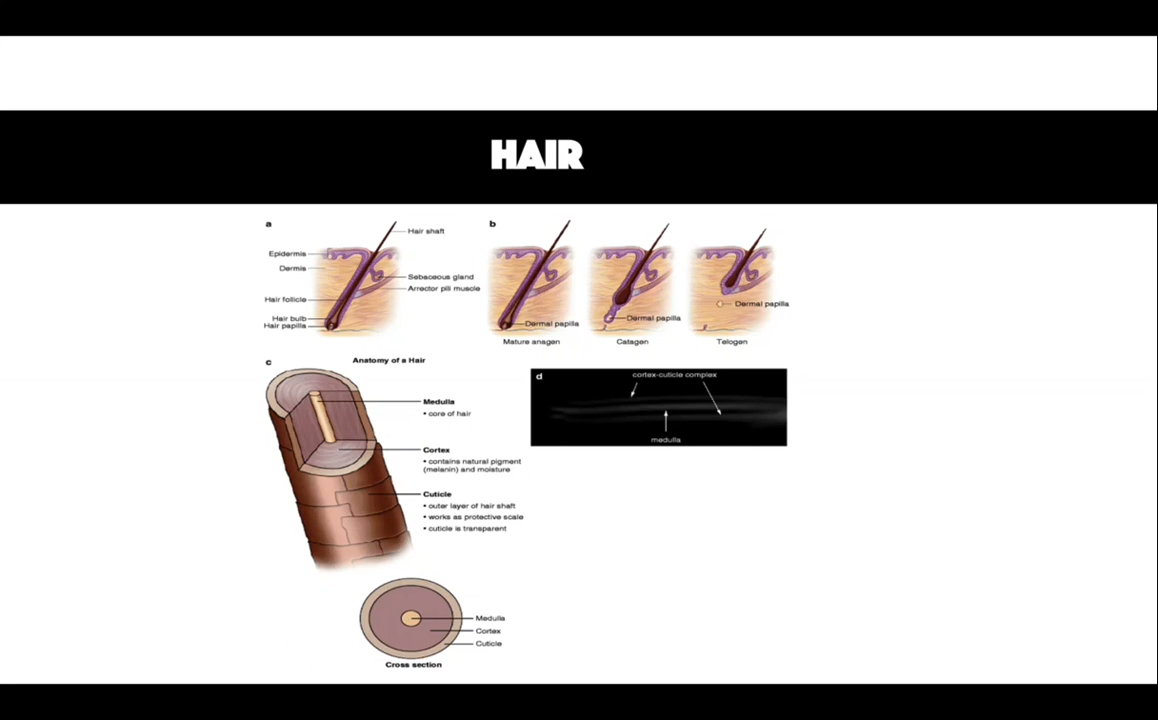 HAIR
a
Hair shaft
Epidermis
Dermis
Sebaceous gland
Arrector pili muscle
Hair follicle
Hair bulb
Hair papilla
b
Dermal papilla
Mature anagen
Dermal papilla
Catagen
Dermal papilla
Telogen
c
Anatomy of a Hair
Medulla
• core of hair
Cortex
• contains natural pigment
(melanin) and moisture
Cuticle
• outer layer of hair shaft
• works as protective scale
• cuticle is transparent
Medulla
Cortex
Cuticle
Cross section
d
cortex-cuticle complex
medulla